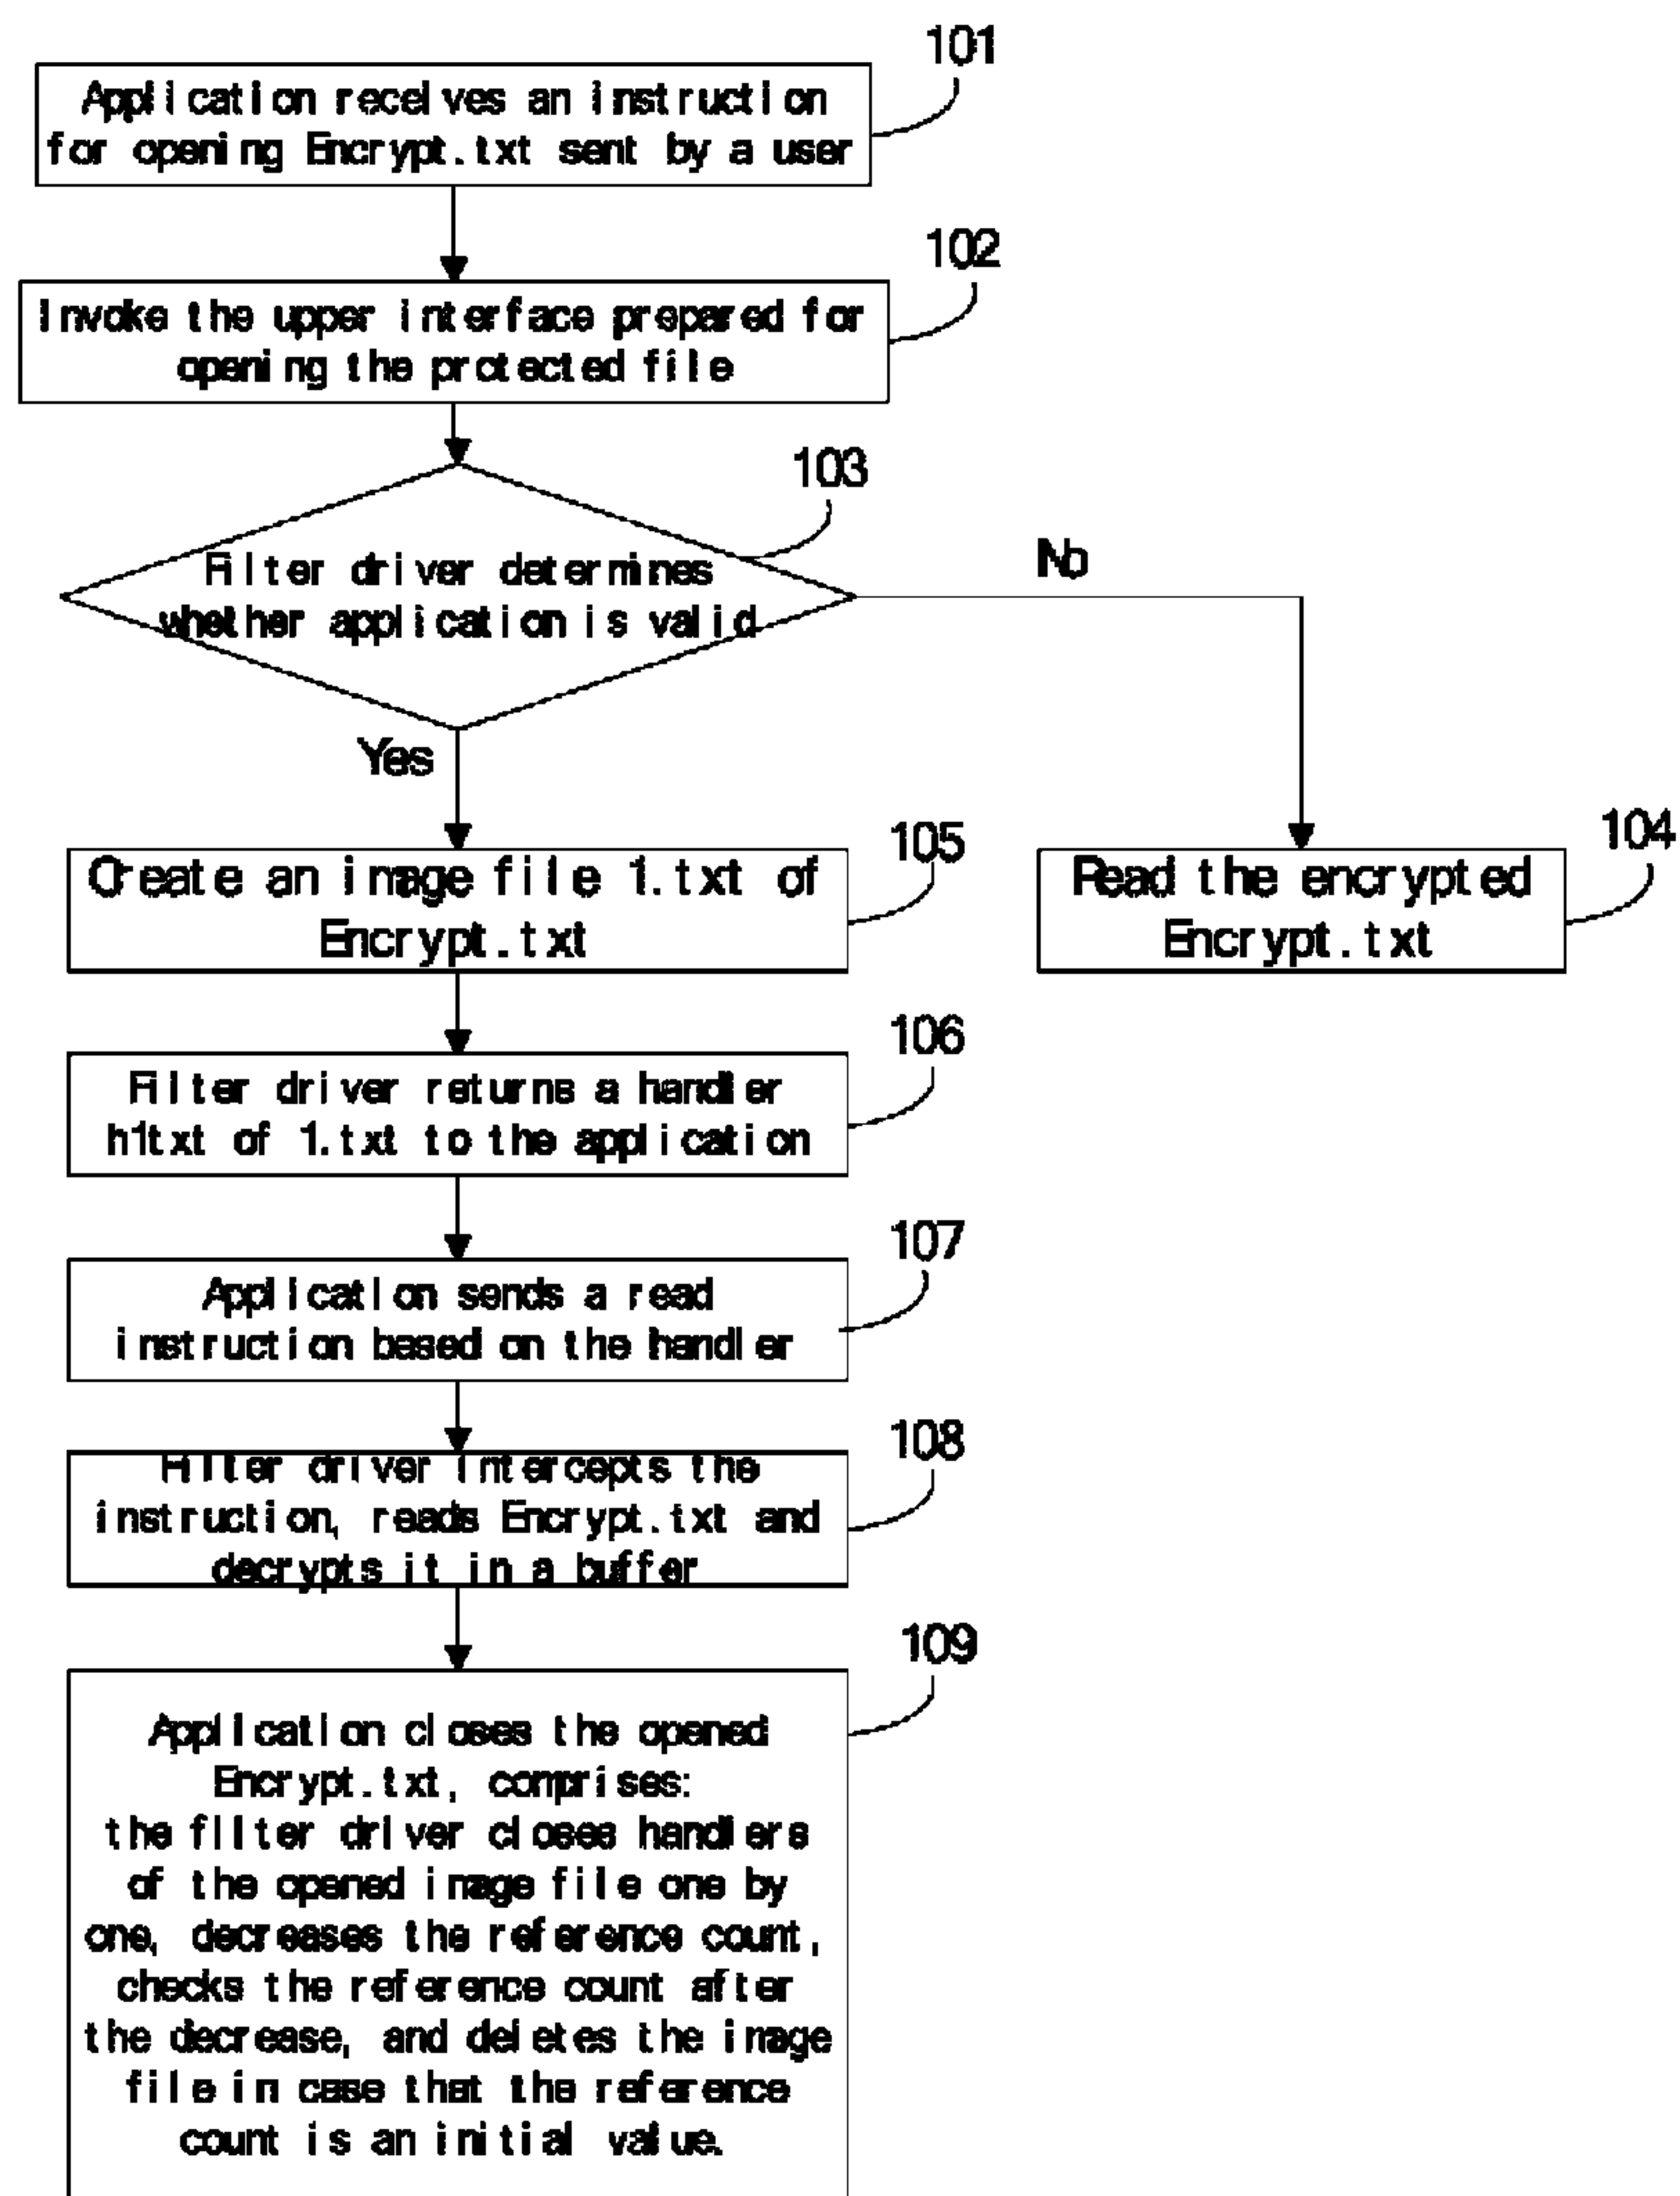 101
Application receives an instruction
for opening Encrypt.txt sent by a user
102
Invoke the upper interface prepared for
opening the protected file
103
Filter driver determines
whether application is valid
No
Yes
105
Create an image file 1.txt of
Encrypt.txt
104
Read the encrypted
Encrypt.txt
106
Filter driver returns a handler
h1txt of 1.txt to the application
107
Application sends a read
instruction based on the handler
108
Filter driver intercepts the
instruction, reads Encrypt.txt and
decrypts it in a buffer
109
Application closes the opened
Encrypt.txt, comprises:
the filter driver closes handlers
of the opened image file one by
one, decreases the reference count,
checks the reference count after
the decrease, and deletes the image
file in case that the reference
count is an initial value.